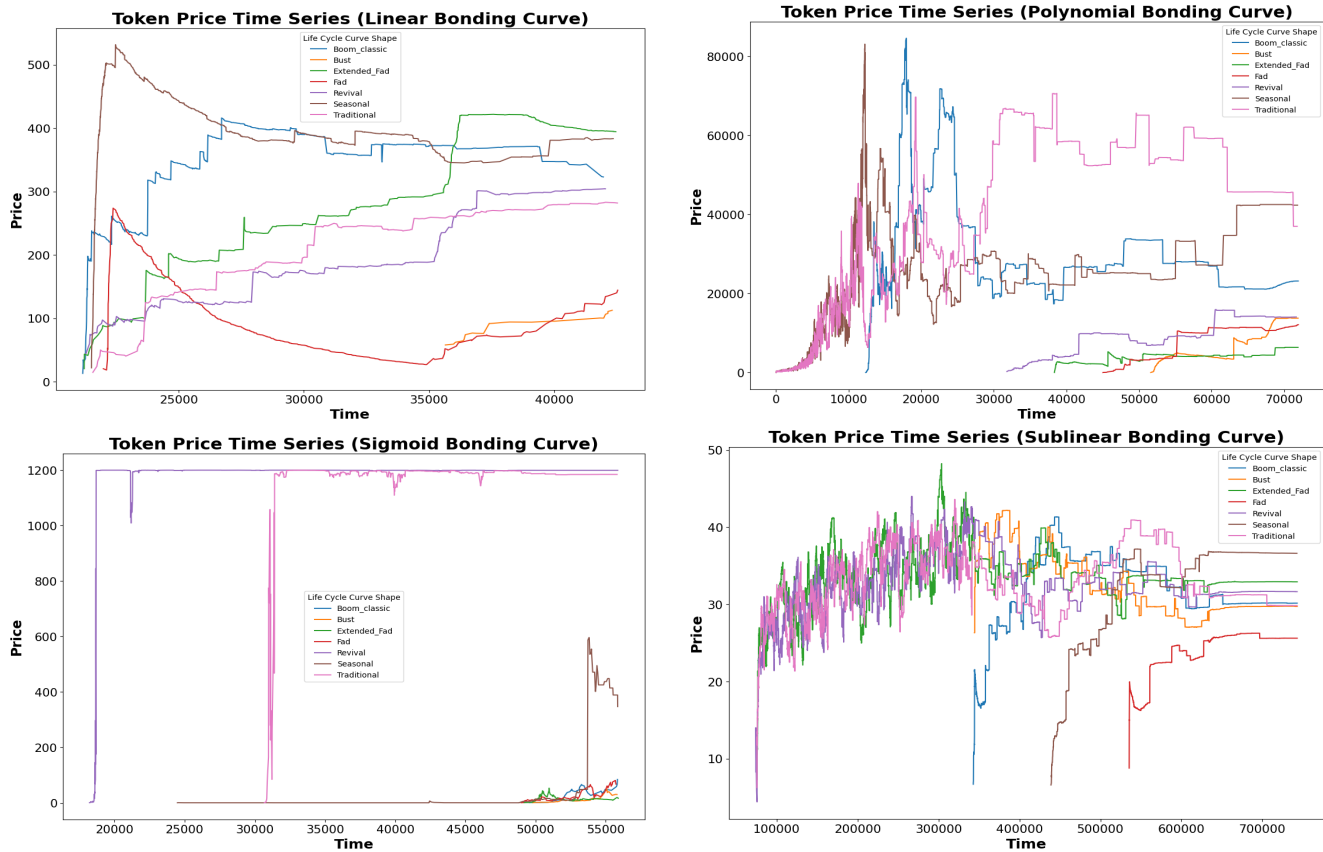 Token Price Time Series (Linear Bonding Curve)
Price
500
400
300
200
100
0
Life Cycle Curve Shape
Boom_classic
Bust
Extended_Fad
Fad
Revival
Seasonal
Traditional
25000 30000 35000 40000
Time
Token Price Time Series (Polynomial Bonding Curve)
Price
80000
60000
40000
20000
0
Life Cycle Curve Shape
Boom_classic
Bust
Extended_Fad
Fad
Revival
Seasonal
Traditional
0 10000 20000 30000 40000 50000 60000 70000
Time
Token Price Time Series (Sigmoid Bonding Curve)
Price
1200
1000
800
600
400
200
0
Life Cycle Curve Shape
Boom_classic
Bust
Extended_Fad
Fad
Revival
Seasonal
Traditional
20000 25000 30000 35000 40000 45000 50000 55000
Time
Token Price Time Series (Sublinear Bonding Curve)
Price
50
40
30
20
10
Life Cycle Curve Shape
Boom_classic
Bust
Extended_Fad
Fad
Revival
Seasonal
Traditional
100000 200000 300000 400000 500000 600000 700000
Time